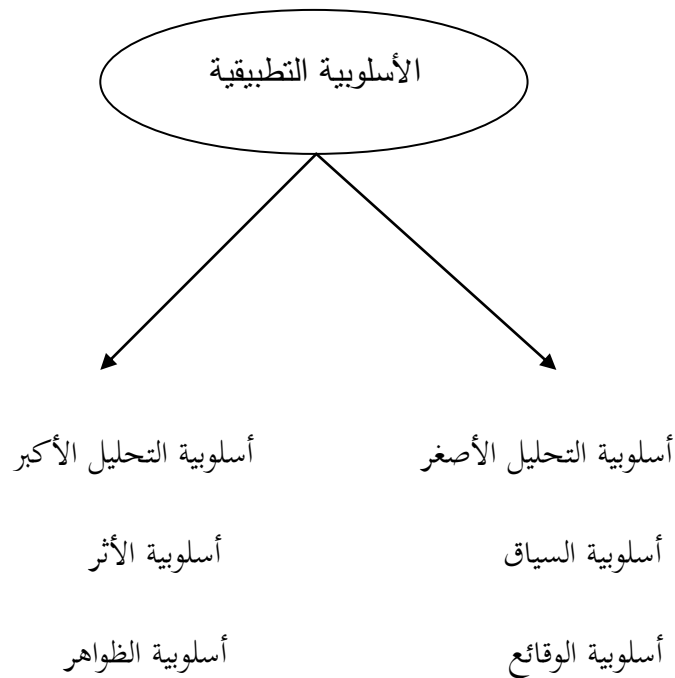 الأسلوبية التطبيقية
أسلوبية التحليل الأصغر
أسلوبية التحليل الأكبر
أسلوبية السياق
أسلوبية الأثر
أسلوبية الوقائع
أسلوبية الظواهر